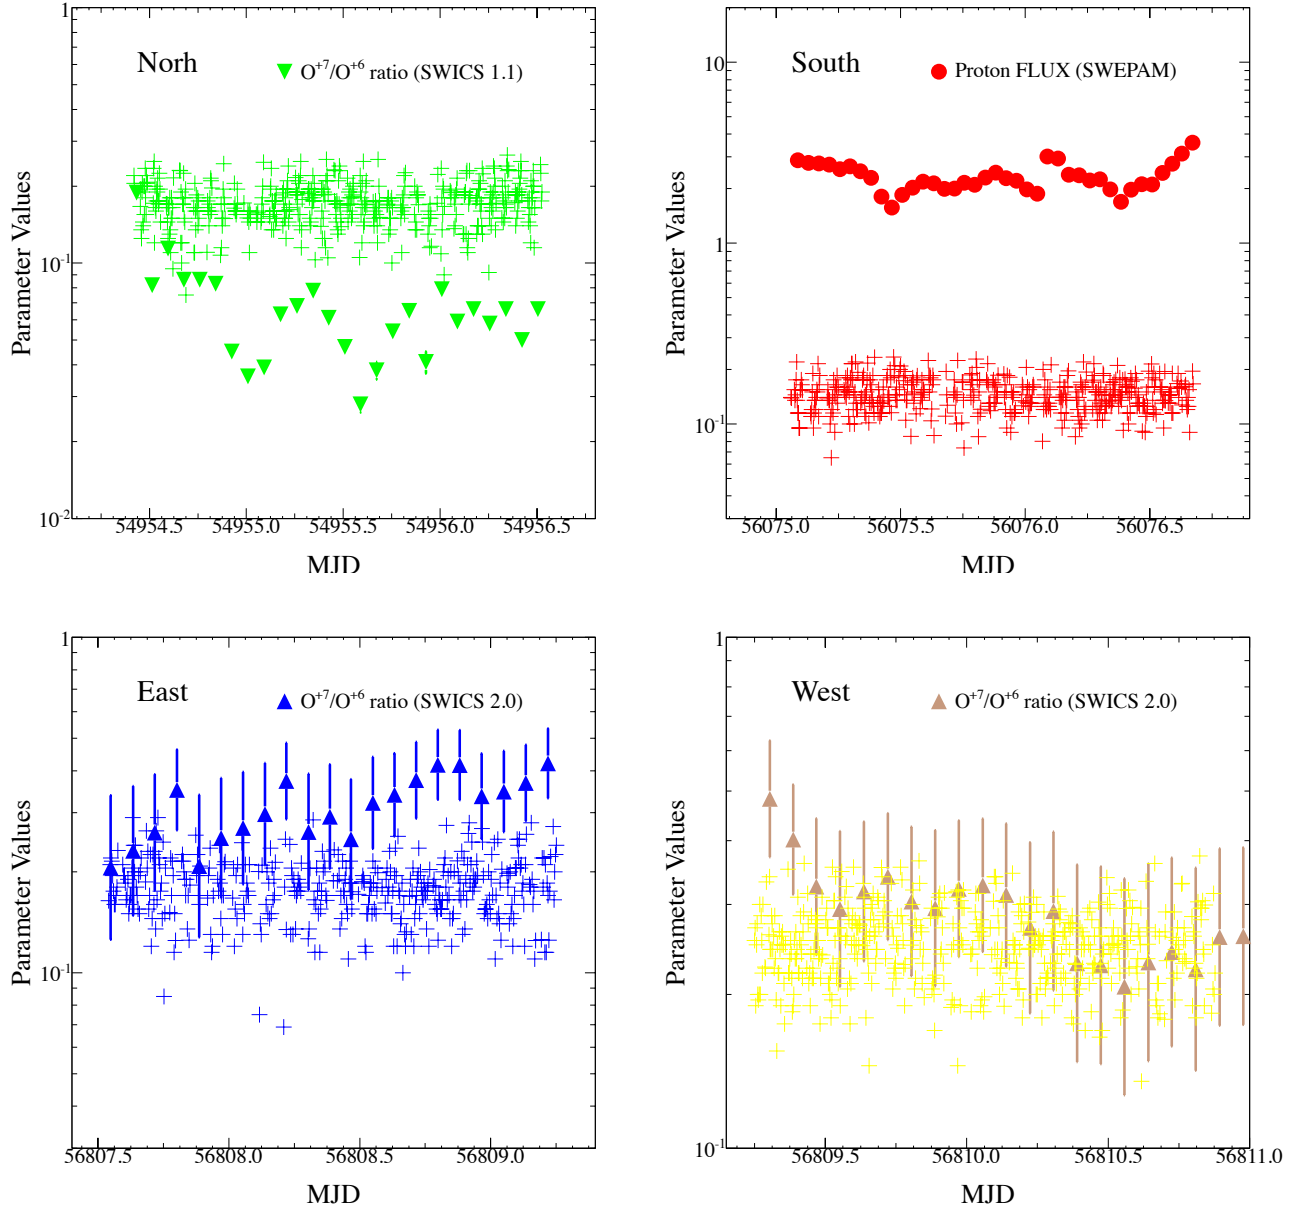 1
Norh
O+7/O+6 ratio (SWICS 1.1)
10-1
10-2
Parameter Values
54954.5 54955.0 54955.5 54956.0 54956.5
MJD
10
South
Proton FLUX (SWEPAM)
1
10-1
Parameter Values
56075.0 56075.5 56076.0 56076.5
MJD
1
East
O+7/O+6 ratio (SWICS 2.0)
10-1
Parameter Values
56807.5 56808.0 56808.5 56809.0
MJD
1
West
O+7/O+6 ratio (SWICS 2.0)
10-1
Parameter Values
56809.5 56810.0 56810.5 56811.0
MJD